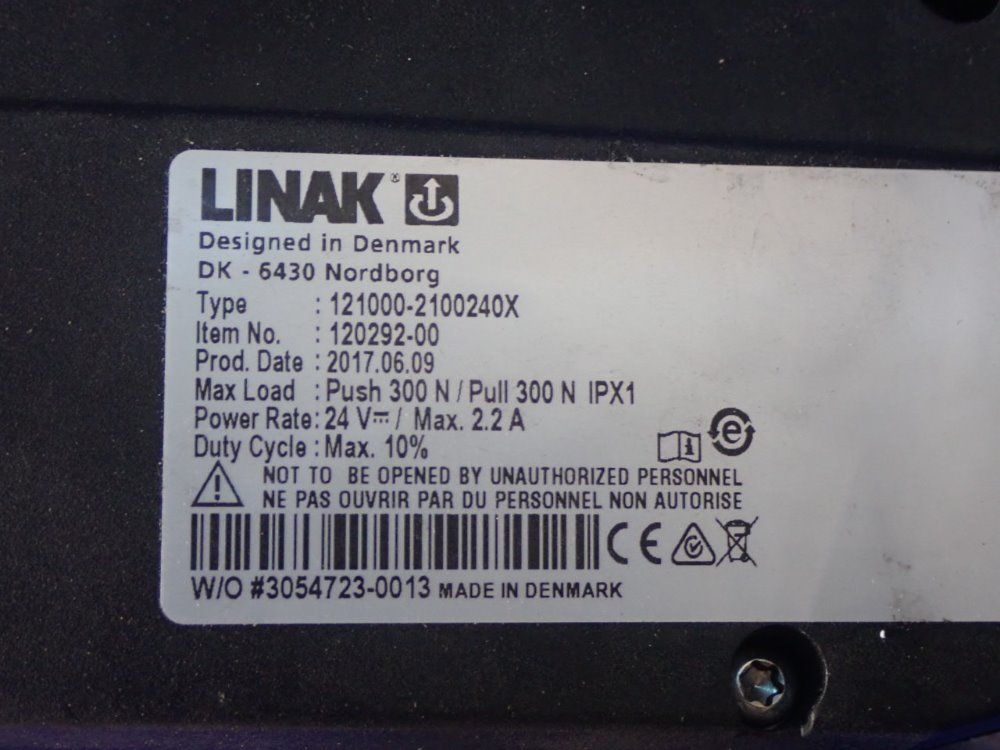 LINAK®
Designed in Denmark
DK - 6430 Nordborg
Type : 121000-2100240X
Item No. : 120292-00
Prod. Date : 2017.06.09
Max Load : Push 300 N / Pull 300 N IPX1
Power Rate: 24 V⎓ / Max. 2.2 A
Duty Cycle : Max. 10%
NOT TO BE OPENED BY UNAUTHORIZED PERSONNEL
NE PAS OUVRIR PAR DU PERSONNEL NON AUTORISE
CE
W/O #3054723-0013 MADE IN DENMARK